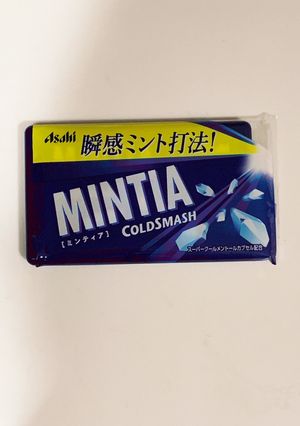 Asahi 瞬感ミント打法!
MINTIA
[ミンティア] COLDSMASH
スーパークールメントールカプセル配合